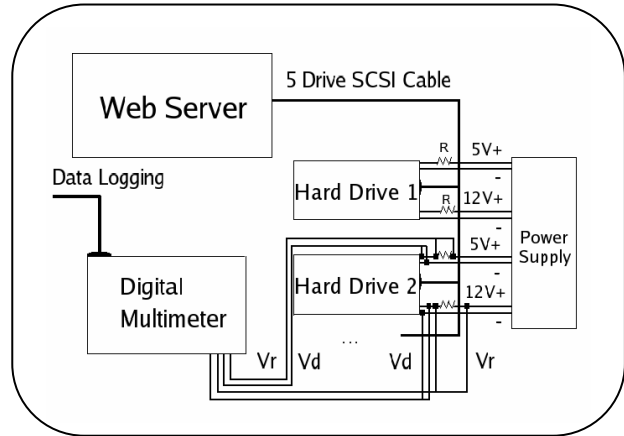 5 Drive SCSI Cable
Web Server
R
5V+
-
Data Logging
Hard Drive 1
R
12V+
-
5V+
Power
Supply
-
Digital
Multimeter
Hard Drive 2
12V+
-
...
Vr
Vd
Vd
Vr